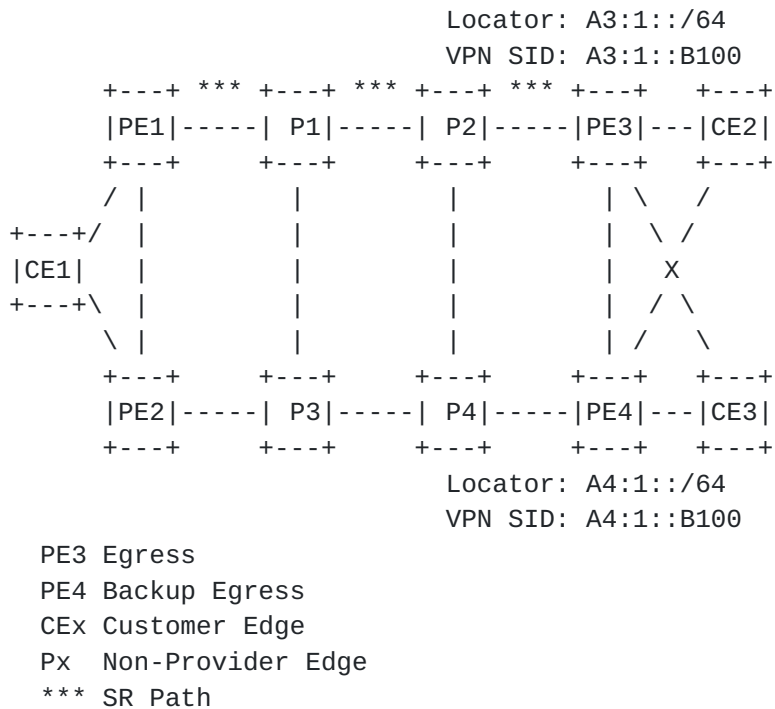 Locator: A3:1::/64
                            VPN SID: A3:1::B100
      +---+ *** +---+ *** +---+ *** +---+   +---+
      |PE1|-----| P1|-----| P2|-----|PE3|---|CE2|
      +---+     +---+     +---+     +---+   +---+
      / |         |         |         | \   /
+---+/  |         |         |         |  \ /
|CE1|   |         |         |         |   X
+---+\  |         |         |         |  / \
      \ |         |         |         | /   \
      +---+     +---+     +---+     +---+   +---+
      |PE2|-----| P3|-----| P4|-----|PE4|---|CE3|
      +---+     +---+     +---+     +---+   +---+
                            Locator: A4:1::/64
                            VPN SID: A4:1::B100
  PE3 Egress
  PE4 Backup Egress
  CEx Customer Edge
  Px  Non-Provider Edge
  *** SR Path